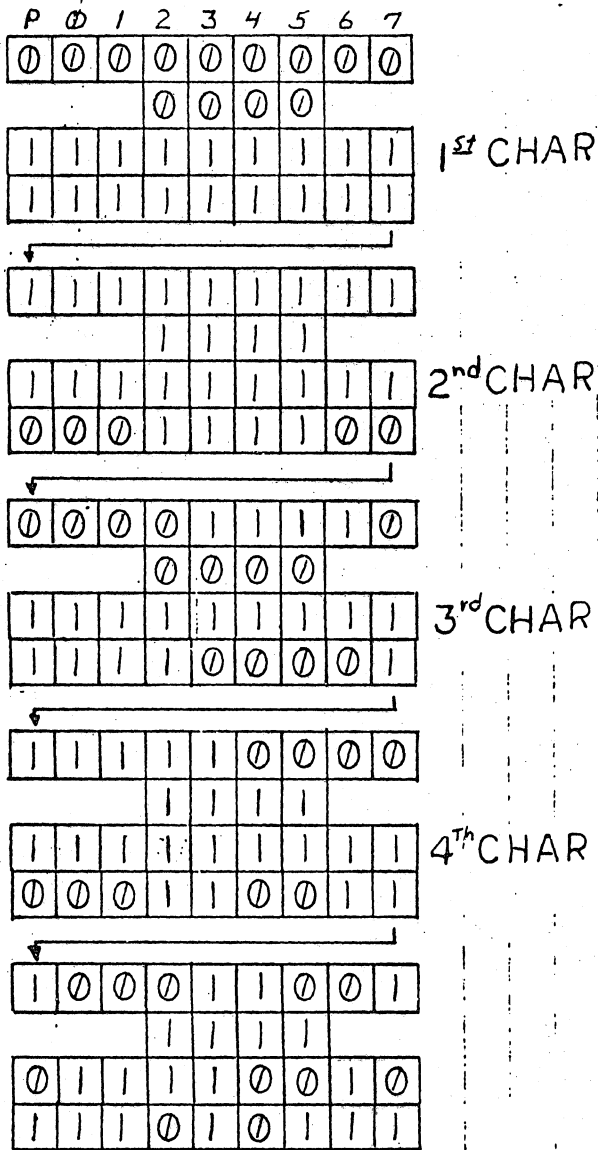 P Ø 1 2 3 4 5 6 7
Ø Ø Ø Ø Ø Ø Ø Ø Ø
Ø Ø Ø Ø
1 1 1 1 1 1 1 1 1 1st CHAR
1 1 1 1 1 1 1 1 1
1 1 1 1 1 1 1 1 1
1 1 1 1
1 1 1 1 1 1 1 1 1 2nd CHAR
Ø Ø Ø 1 1 1 1 Ø Ø
Ø Ø Ø Ø 1 1 1 1 Ø
Ø Ø Ø Ø
1 1 1 1 1 1 1 1 1 3rd CHAR
1 1 1 1 Ø Ø Ø Ø 1
1 1 1 1 1 Ø Ø Ø Ø
1 1 1 1
1 1 1 1 1 1 1 1 1 4Th CHAR
Ø Ø Ø 1 1 Ø Ø 1 1
1 Ø Ø Ø 1 1 Ø Ø 1
1 1 1 1
Ø 1 1 1 1 Ø Ø 1 Ø
1 1 1 Ø 1 Ø 1 1 1